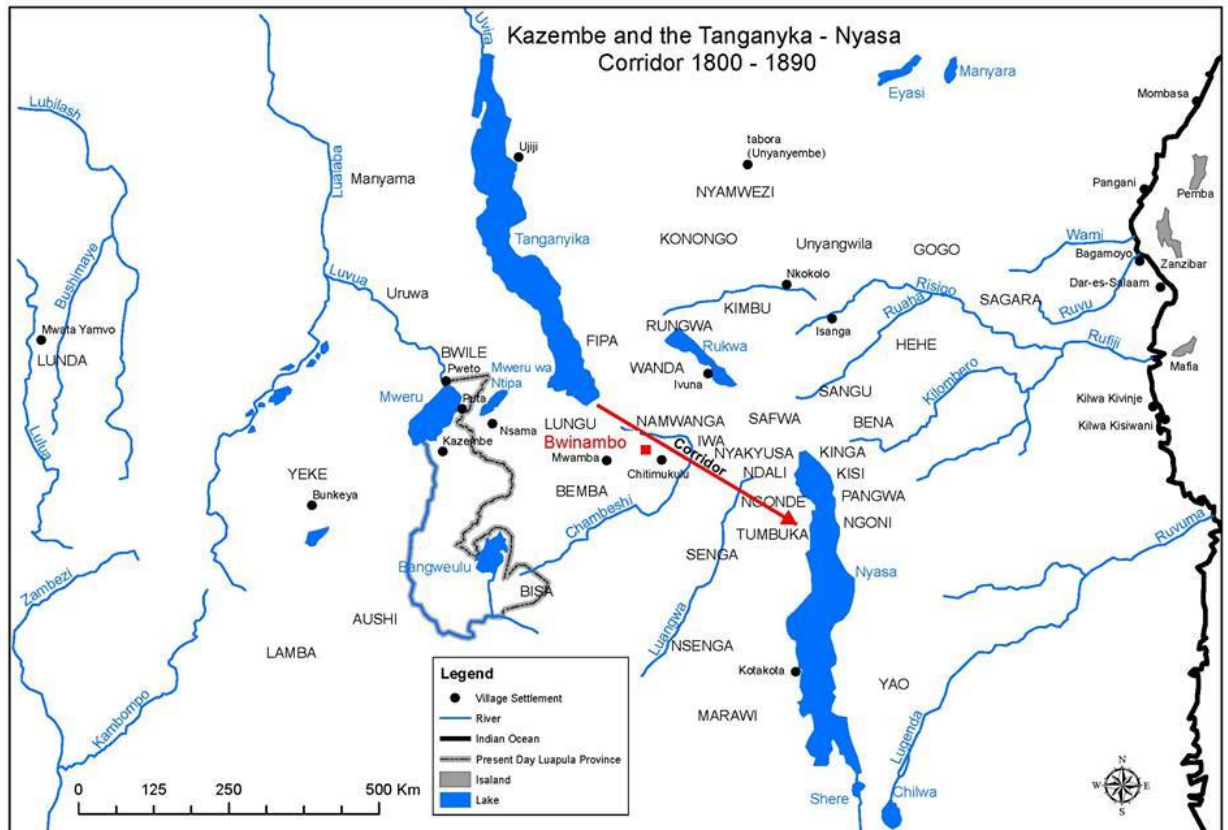 Kazembe and the Tanganyka - Nyasa
Corridor 1800 - 1890
Uvira
Manyara
Eyasi
Mombasa
Lubilash
Ujiji
tabora
(Unyanyembe)
Lualaba
Manyama
NYAMWEZI
Pangani
Pemba
Bushimaye
Tanganyika
KONONGO
Unyangwila
GOGO
Wami
Bagamoyo
Zanzibar
Luvua
Uruwa
Nkokolo
Risigo
Dar-es-Salaam
SAGARA
Ruvu
Mwata Yamvo
LUNDA
KIMBU
Ruaha
Isanga
RUNGWA
FIPA
Rukwa
HEHE
Rufiji
BWILE
Pweto
Mweru wa
Ntipa
WANDA
Ivuna
Mafia
Mweru
Puta
SANGU
Kilombero
Kilwa Kivinje
Lulua
Nsama
LUNGU
NAMWANGA
SAFWA
BENA
Kilwa Kisiwani
Kazembe
Bwinambo
IWA
NYAKYUSA
KINGA
Mwamba
Chitimukulu
Corridor
NDALI
KISI
YEKE
Bunkeya
BEMBA
Chambeshi
NGONDE
PANGWA
NGONI
TUMBUKA
Ruvuma
Bangweulu
SENGA
Nyasa
Zambezi
BISA
AUSHI
Luangwa
LAMBA
NSENGA
Kotakota
YAO
Kambompo
MARAWI
Lugenda
Shere
Chilwa
Legend
Village Settlement
River
Indian Ocean
Present Day Luapula Province
Isaland
Lake
0 125 250 500 Km
N
W E
S